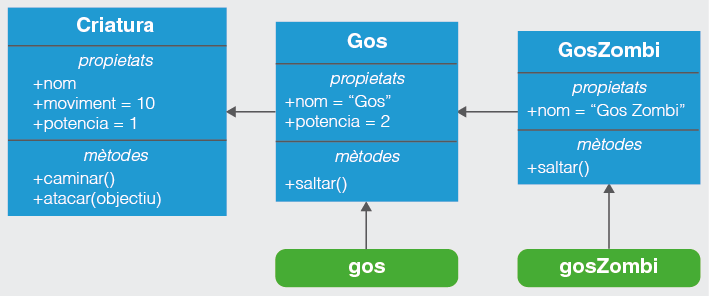 Criatura
propietats
+nom
+moviment = 10
+potencia = 1
mètodes
+caminar()
+atacar(objectiu)
Gos
propietats
+nom = “Gos”
+potencia = 2
mètodes
+saltar()
gos
GosZombi
propietats
+nom = “Gos Zombi”
mètodes
+saltar()
gosZombi